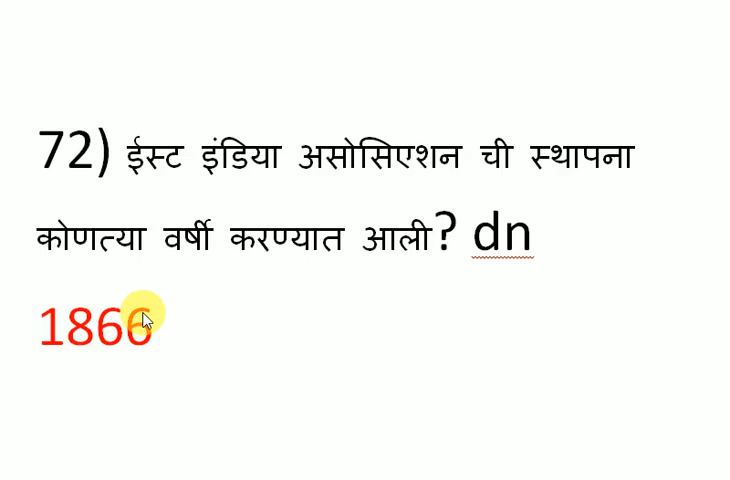 72) ईस्ट इंडिया असोसिएशन ची स्थापना
कोणत्या वर्षी करण्यात आली? dn
1866